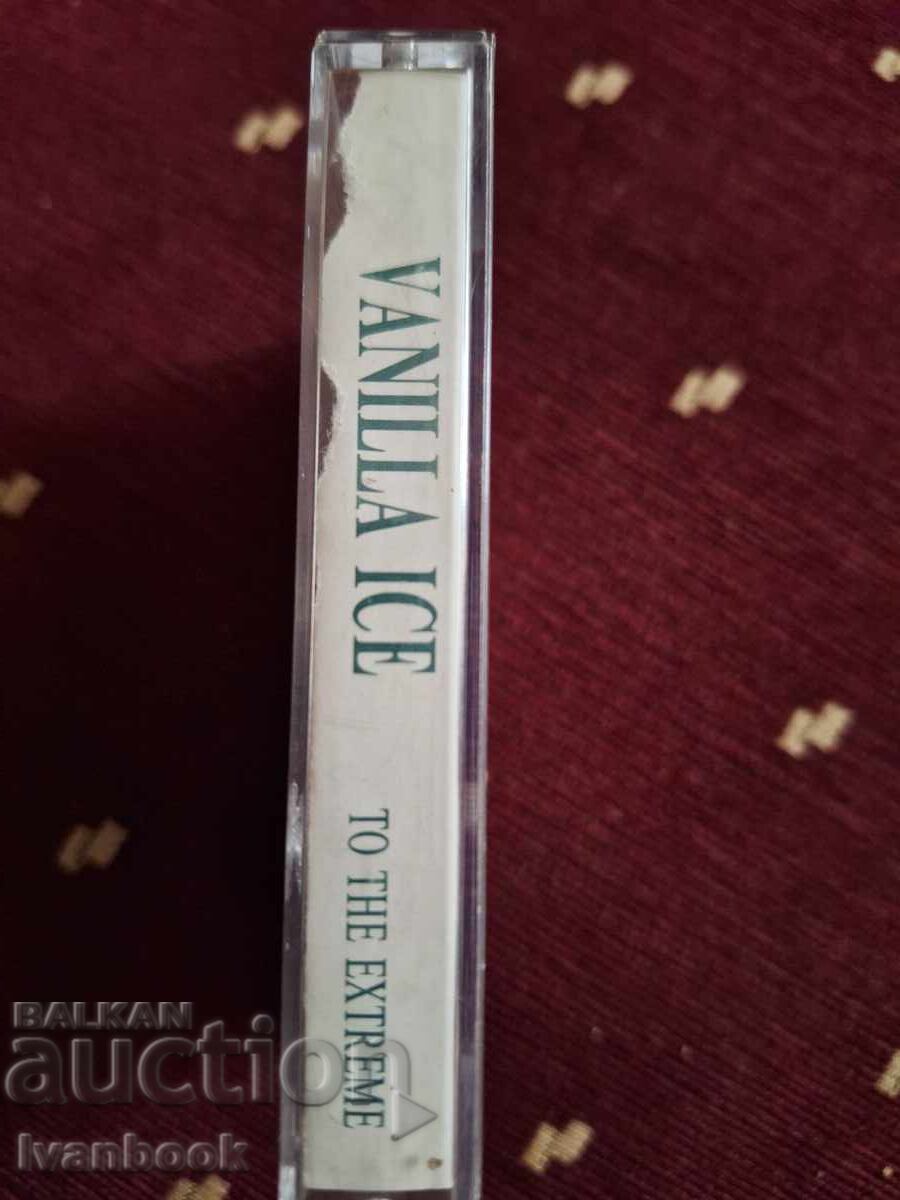 VANILLA ICE
TO THE EXTREME
BALKAN
auction
Ivanbook